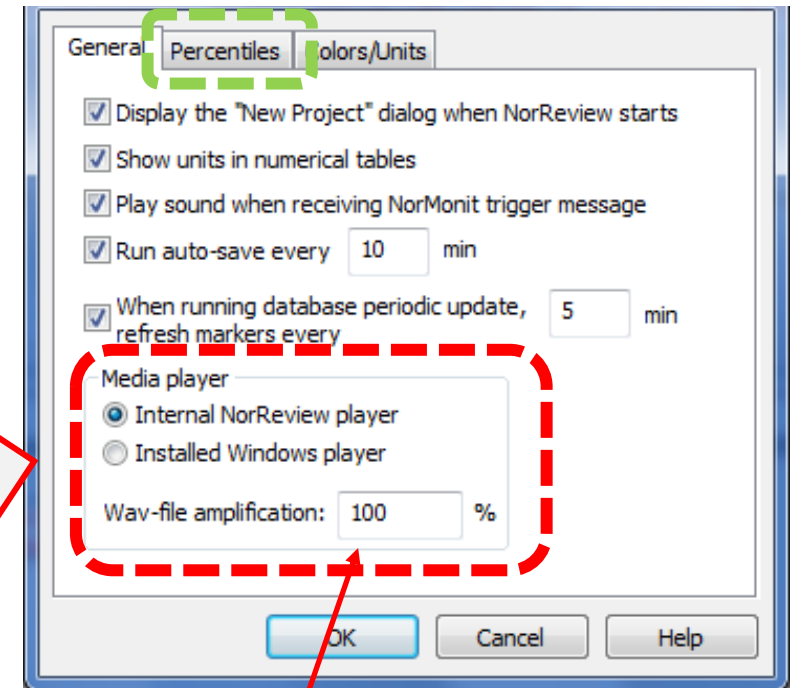 General Percentiles Colors/Units
Display the "New Project" dialog when NorReview starts
Show units in numerical tables
Play sound when receiving NorMonit trigger message
Run auto-save every 10 min
When running database periodic update, 5 min
refresh markers every
Media player
Internal NorReview player
Installed Windows player
Wav-file amplification: 100 %
OK Cancel Help